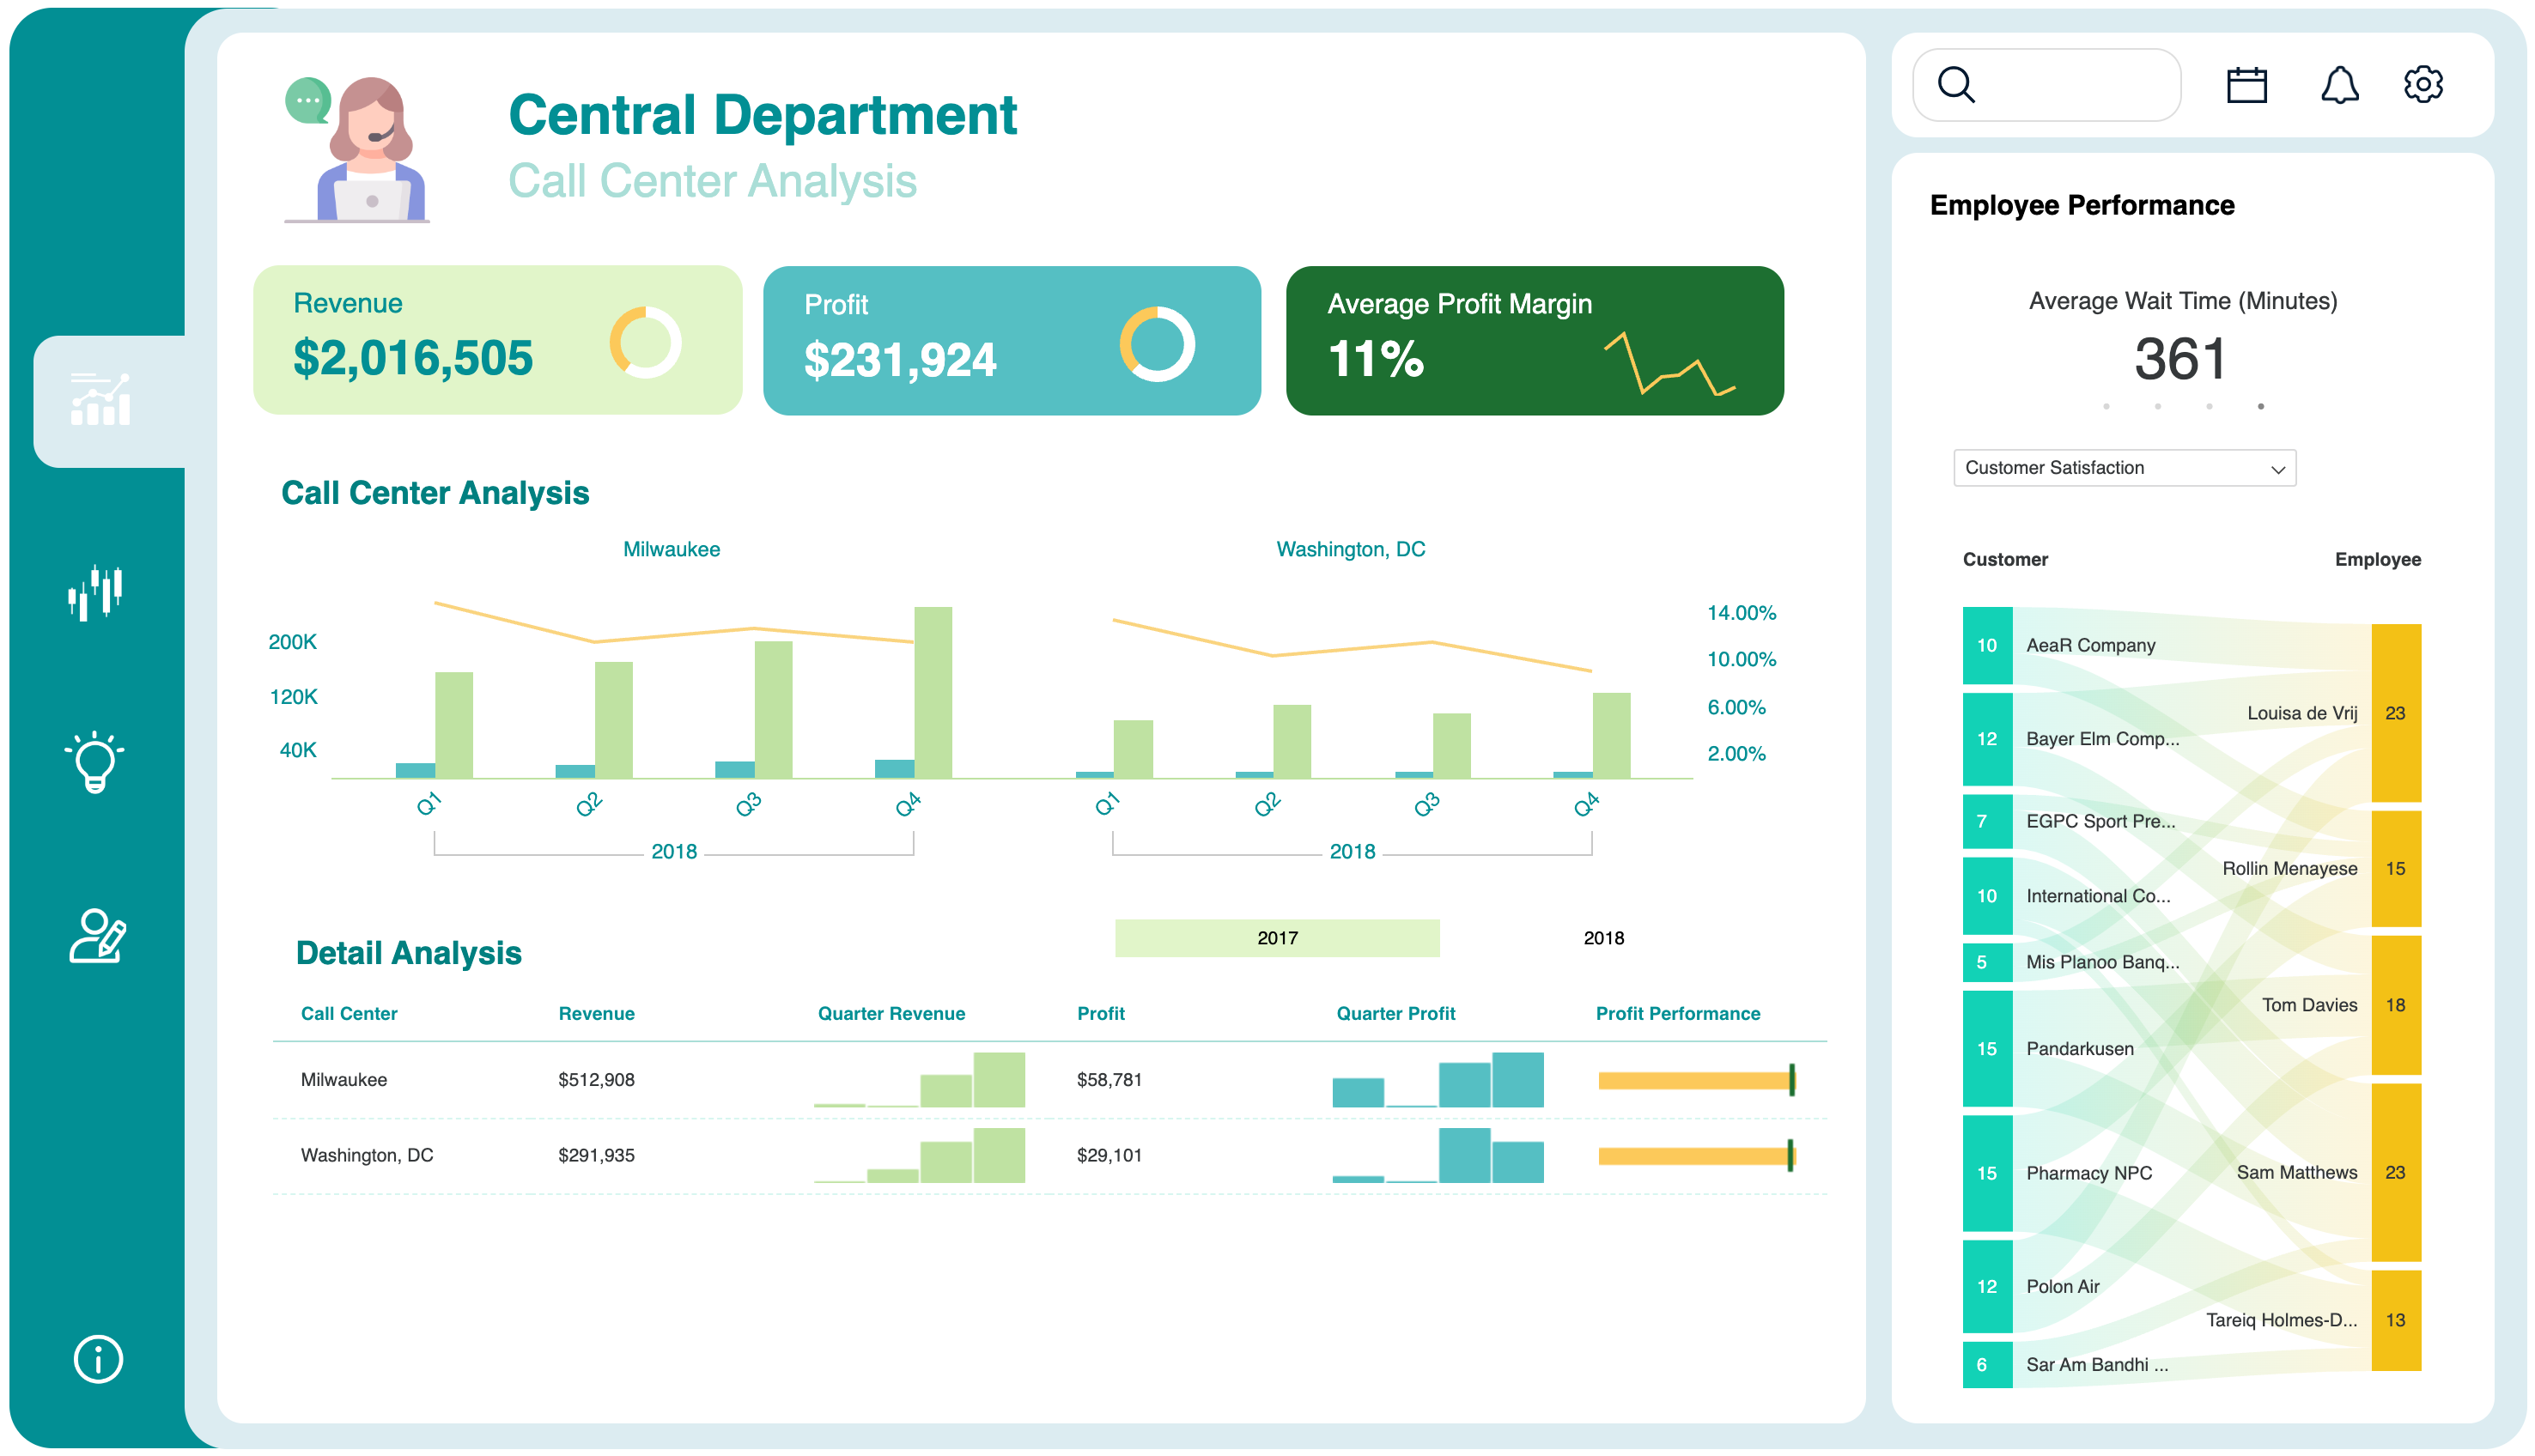 Central Department
Call Center Analysis
Revenue
$2,016,505
Profit
$231,924
Average Profit Margin
11%
Call Center Analysis
Milwaukee
Washington, DC
200K
120K
40K
14.00%
10.00%
6.00%
2.00%
Q1 Q2 Q3 Q4 Q1 Q2 Q3 Q4
2018 2018
Detail Analysis
2017 2018
Call Center Revenue Quarter Revenue Profit Quarter Profit Profit Performance
Milwaukee $512,908 $58,781
Washington, DC $291,935 $29,101
Employee Performance
Average Wait Time (Minutes)
361
Customer Satisfaction
Customer Employee
10 AeaR Company
12 Bayer Elm Comp...
7 EGPC Sport Pre...
10 International Co...
5 Mis Planoo Banq...
15 Pandarkusen
15 Pharmacy NPC
12 Polon Air
6 Sar Am Bandhi ...
Louisa de Vrij 23
Rollin Menayese 15
Tom Davies 18
Sam Matthews 23
Tareiq Holmes-D... 13